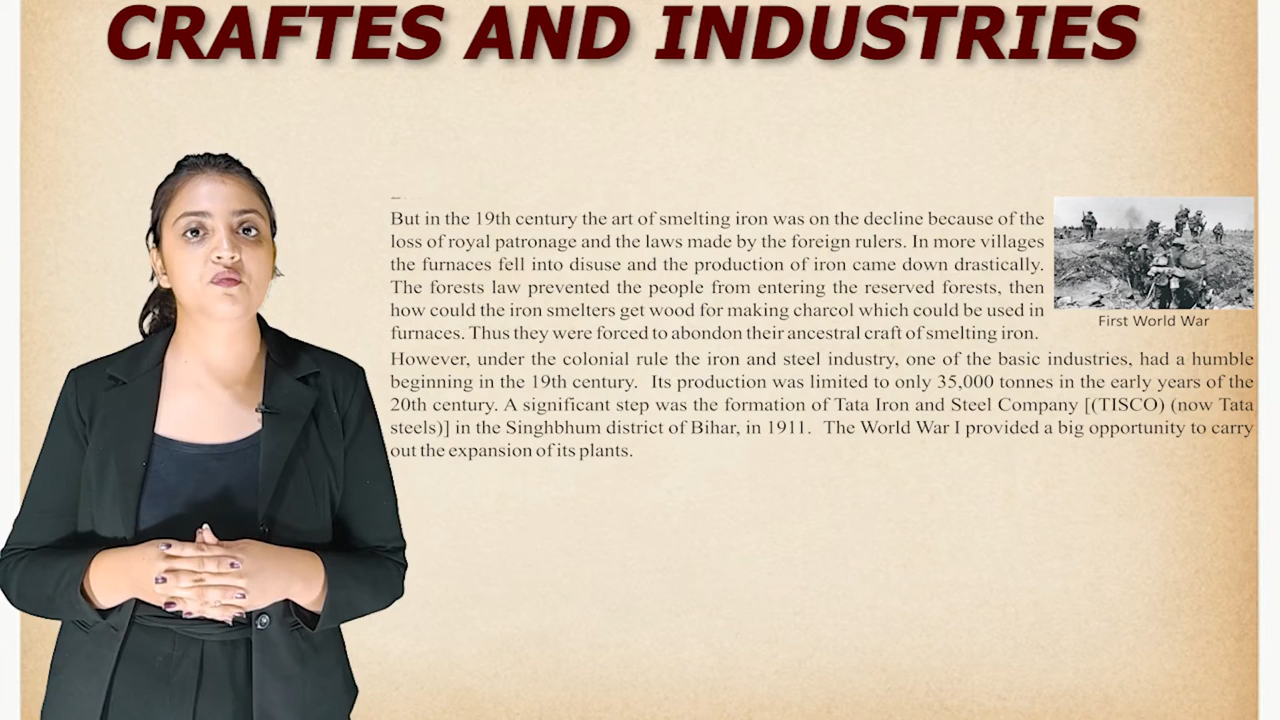 CRAFTES AND INDUSTRIES
But in the 19th century the art of smelting iron was on the decline because of the
loss of royal patronage and the laws made by the foreign rulers. In more villages
the furnaces fell into disuse and the production of iron came down drastically.
The forests law prevented the people from entering the reserved forests, then
how could the iron smelters get wood for making charcol which could be used in
furnaces. Thus they were forced to abondon their ancestral craft of smelting iron.
First World War
However, under the colonial rule the iron and steel industry, one of the basic industries, had a humble
beginning in the 19th century. Its production was limited to only 35,000 tonnes in the early years of the
20th century. A significant step was the formation of Tata Iron and Steel Company [(TISCO) (now Tata
steels)] in the Singhbhum district of Bihar, in 1911. The World War I provided a big opportunity to carry
out the expansion of its plants.